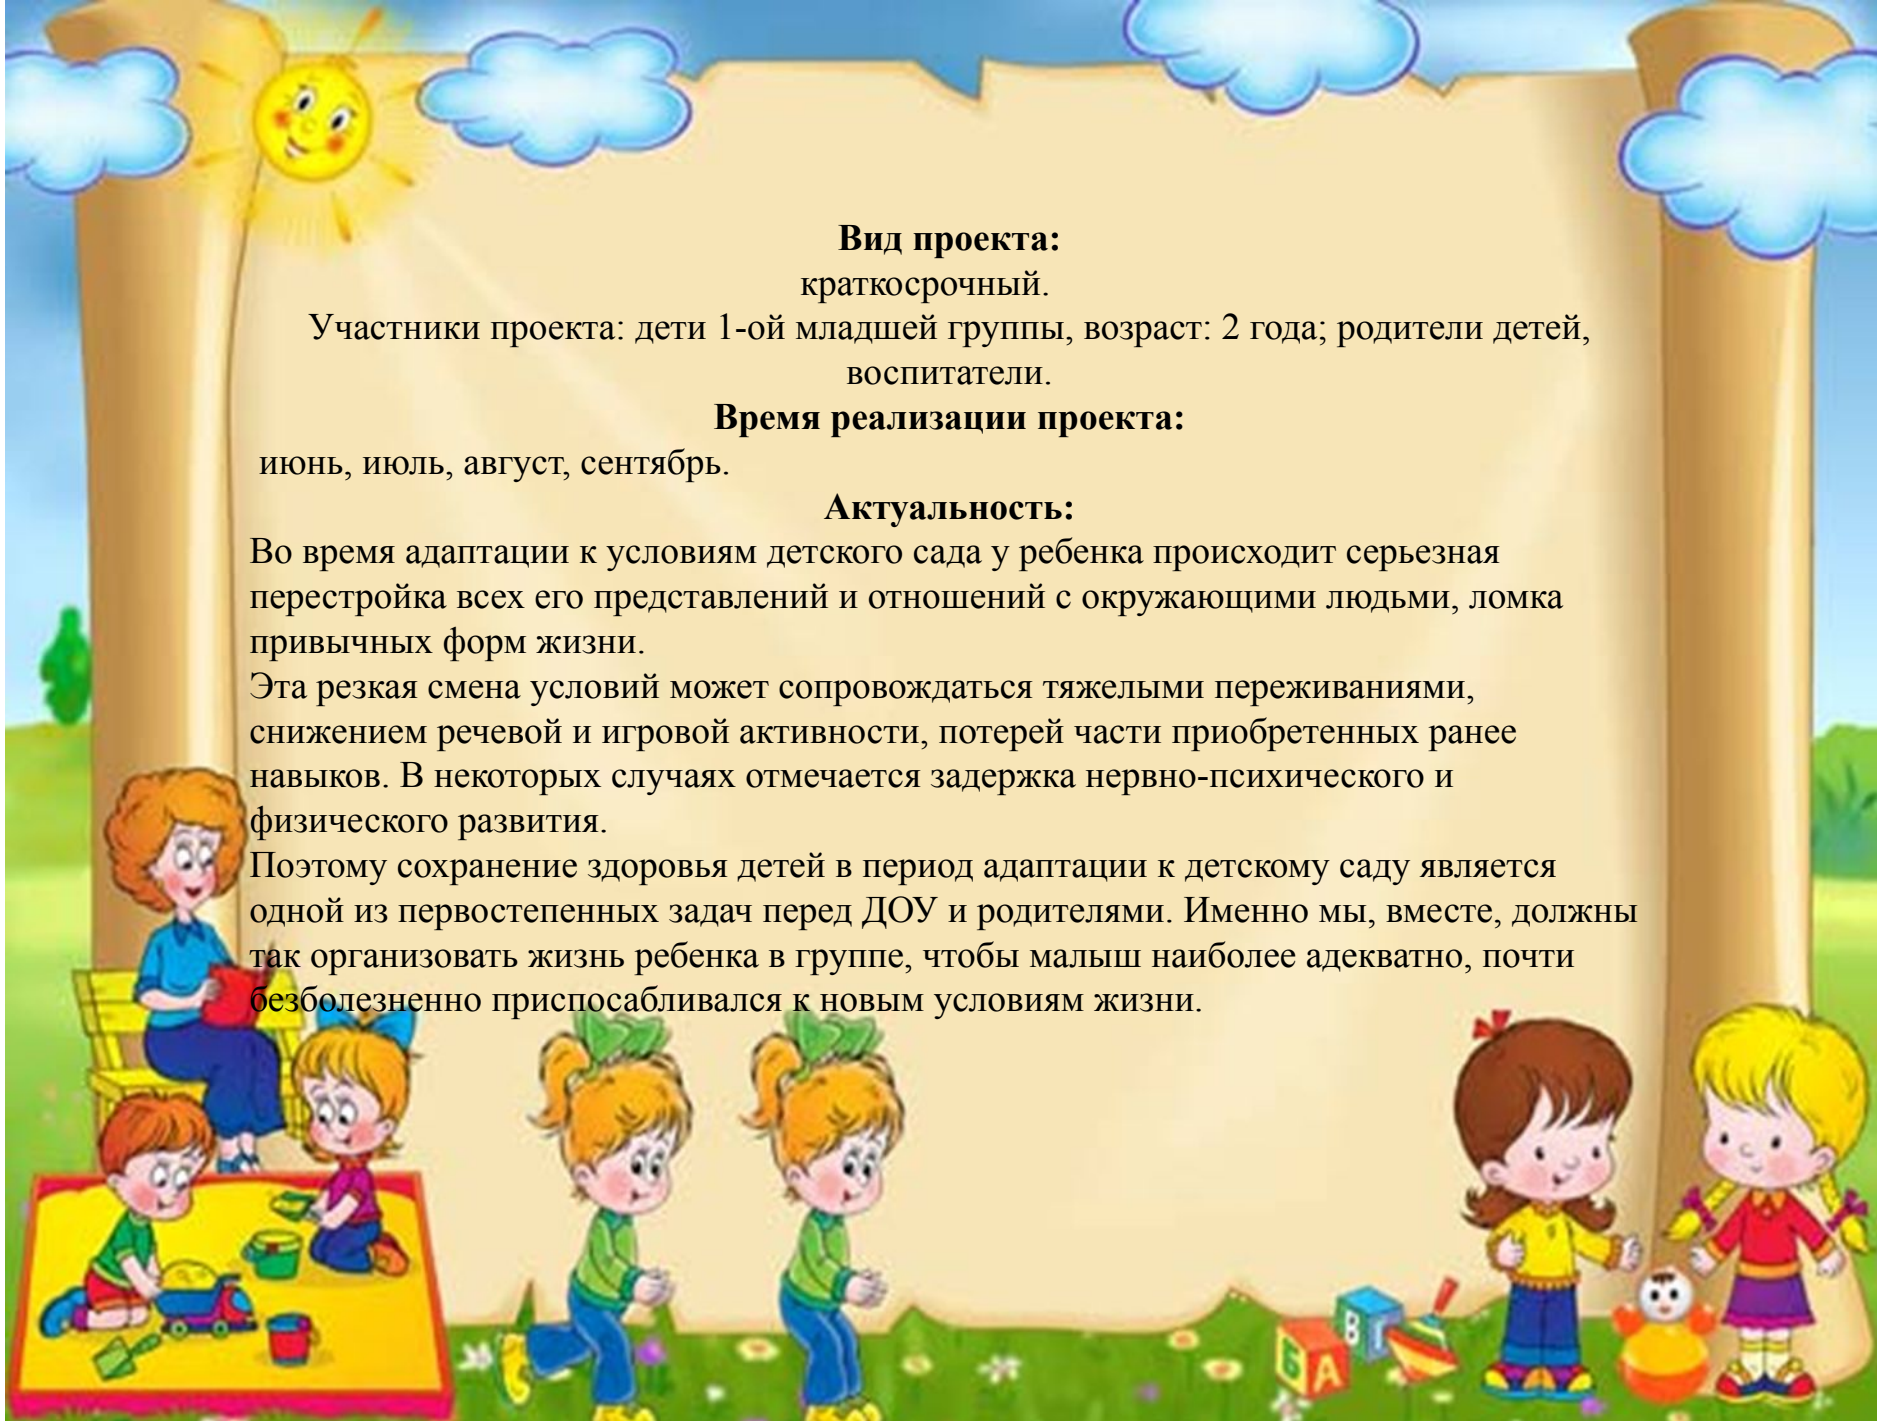 Вид проекта:
краткосрочный.
Участники проекта: дети 1-ой младшей группы, возраст: 2 года; родители детей,
воспитатели.
Время реализации проекта:
июнь, июль, август, сентябрь.
Актуальность:
Во время адаптации к условиям детского сада у ребенка происходит серьезная
перестройка всех его представлений и отношений с окружающими людьми, ломка
привычных форм жизни.
Эта резкая смена условий может сопровождаться тяжелыми переживаниями,
снижением речевой и игровой активности, потерей части приобретенных ранее
навыков. В некоторых случаях отмечается задержка нервно-психического и
физического развития.
Поэтому сохранение здоровья детей в период адаптации к детскому саду является
одной из первостепенных задач перед ДОУ и родителями. Именно мы, вместе, должны
так организовать жизнь ребенка в группе, чтобы малыш наиболее адекватно, почти
безболезненно приспосабливался к новым условиям жизни.
В Г
Б А